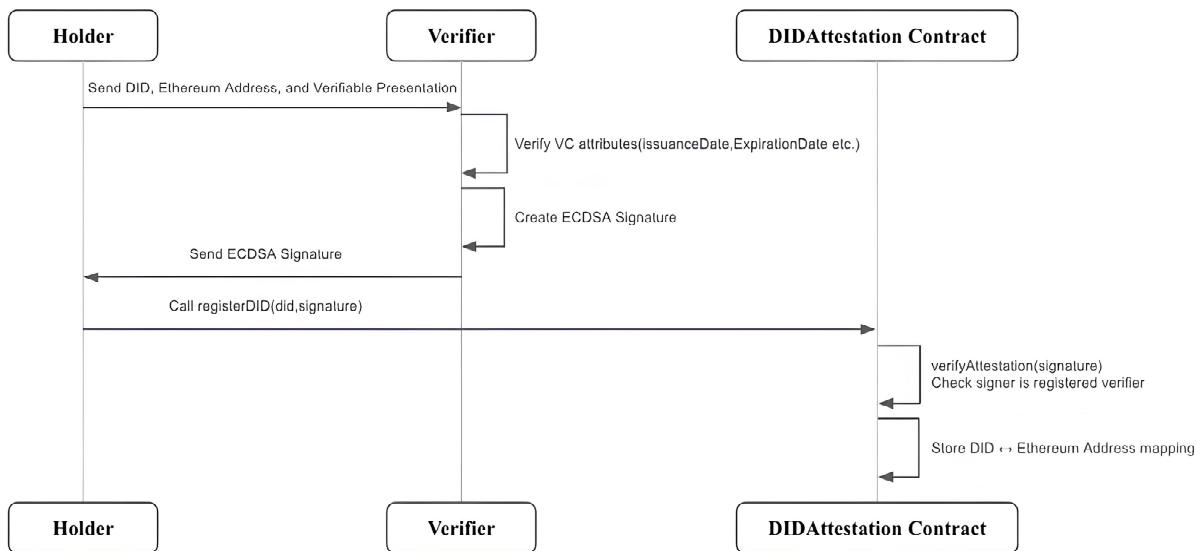 Holder
Verifier
DIDAttestation Contract
Send DID, Ethereum Address, and Verifiable Presentation
Verify VC attributes(issuanceDate,ExpirationDate etc.)
Create ECDSA Signature
Send ECDSA Signature
Call registerDID(did,signature)
verifyAttestation(signature)
Check signer is registered verifier
Store DID ↔ Ethereum Address mapping
Holder
Verifier
DIDAttestation Contract